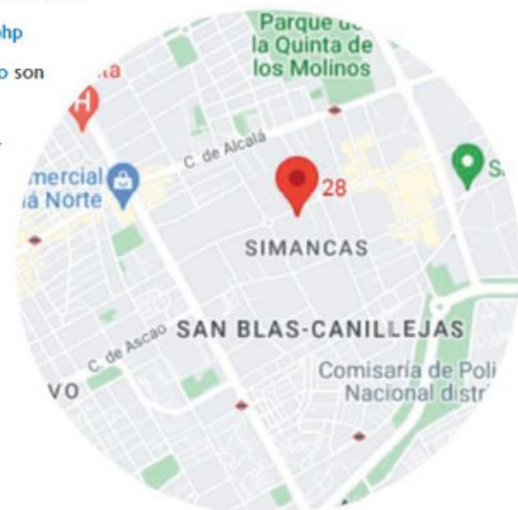 hp
o son
Parque de
la Quinta de
los Molinos
ta
H
C. de Alcalá
mercial
á Norte
28
S
SIMANCAS
SAN BLAS-CANILLEJAS
C. de Ascao
VO
Comisaría de Poli
Nacional distr